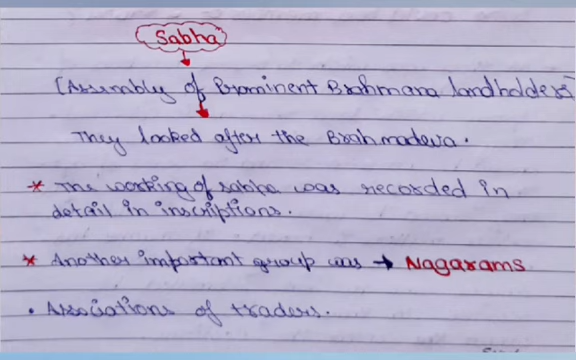 Sabha
[Assembly of Prominent Brahmana landholders]
They looked after the Brahmadeva.
* The working of sabha was recorded in
detail in inscriptions.
* Another important group was → Nagarams
• Associations of traders.